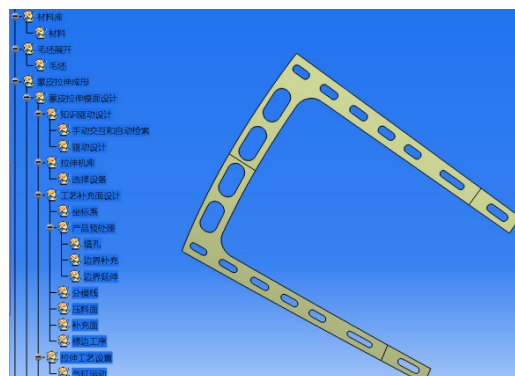 材料库
材料
毛坯展开
毛坯
蒙皮拉伸成形
蒙皮拉伸模面设计
知识驱动设计
手动交互和自动检索
驱动设计
拉伸机库
选择设备
工艺补充面设计
坐标系
产品预处理
填孔
边界补充
边界延伸
分模线
压料面
补充面
修边工序
拉伸工艺设置